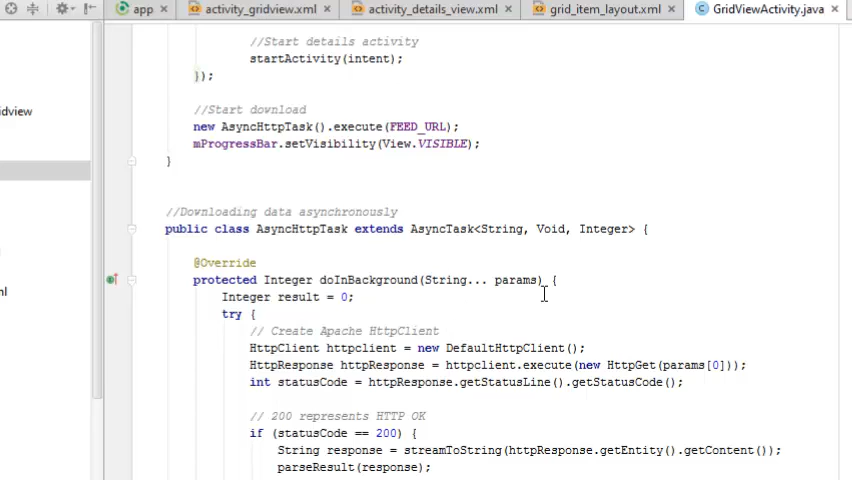 app activity_gridview.xml activity_details_view.xml grid_item_layout.xml GridViewActivity.java
//Start details activity
startActivity(intent);
});
idview
//Start download
new AsyncHttpTask().execute(FEED_URL);
mProgressBar.setVisibility(View.VISIBLE);
}
//Downloading data asynchronously
public class AsyncHttpTask extends AsyncTask<String, Void, Integer> {
@Override
protected Integer doInBackground(String... params) {
Integer result = 0;
try {
// Create Apache HttpClient
HttpClient httpclient = new DefaultHttpClient();
HttpResponse httpResponse = httpclient.execute(new HttpGet(params[0]));
int statusCode = httpResponse.getStatusLine().getStatusCode();
// 200 represents HTTP OK
if (statusCode == 200) {
String response = streamToString(httpResponse.getEntity().getContent());
parseResult(response);